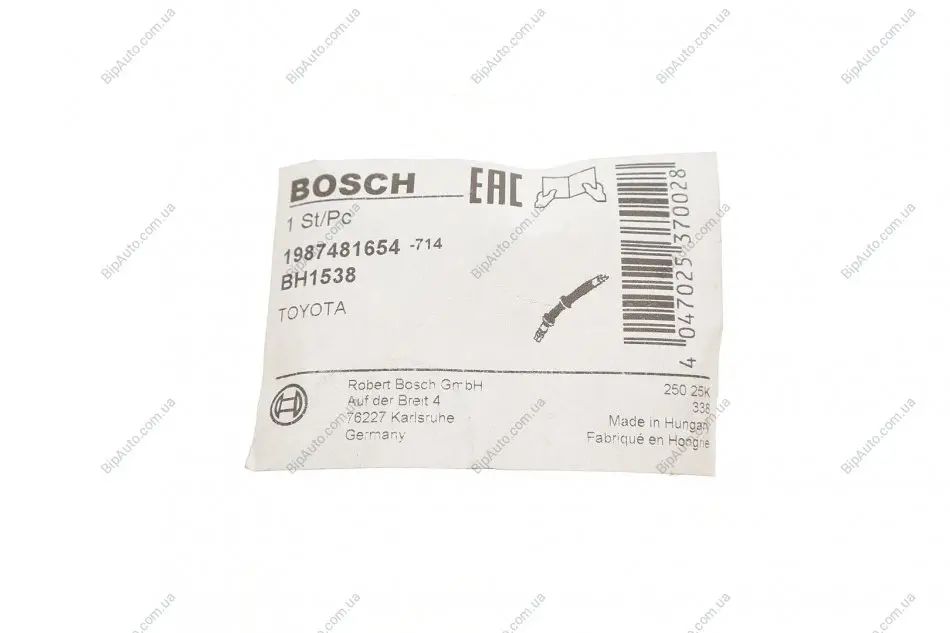 BOSCH
EAC
1 St/Pc
1987481654 -714
BH1538
TOYOTA
4 047025 370028
Robert Bosch GmbH
Auf der Breit 4
76227 Karlsruhe
Germany
250 25K
338
Made in Hungary
Fabriqué en Hongrie
BipAuto.com.ua